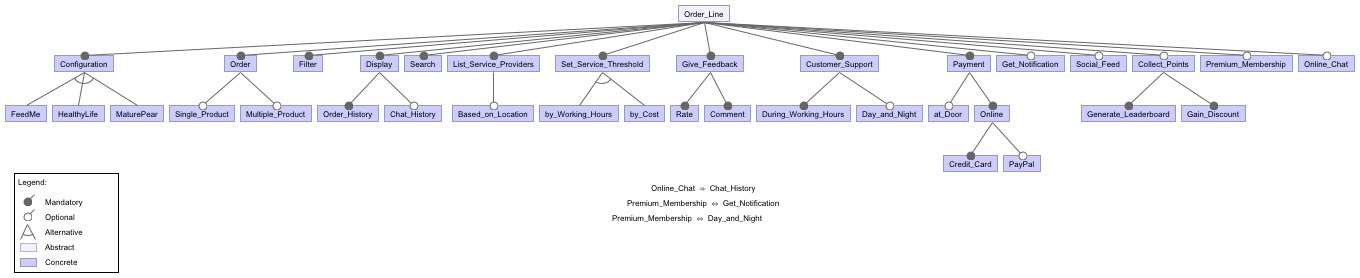 Order_Line
Configuration Order Filter Display Search List_Service_Providers Set_Service_Threshold Give_Feedback Customer_Support Payment Get_Notification Social_Feed Collect_Points Premium_Membership Online_Chat
FeedMe HealthyLife MaturePear Single_Product Multiple_Product Order_History Chat_History Based_on_Location by_Working_Hours by_Cost Rate Comment During_Working_Hours Day_and_Night at_Door Online Generate_Leaderboard Gain_Discount
Credit_Card PayPal
Legend:
Mandatory
Optional
Alternative
Abstract
Concrete
Online_Chat ⇒ Chat_History
Premium_Membership ⇔ Get_Notification
Premium_Membership ⇔ Day_and_Night